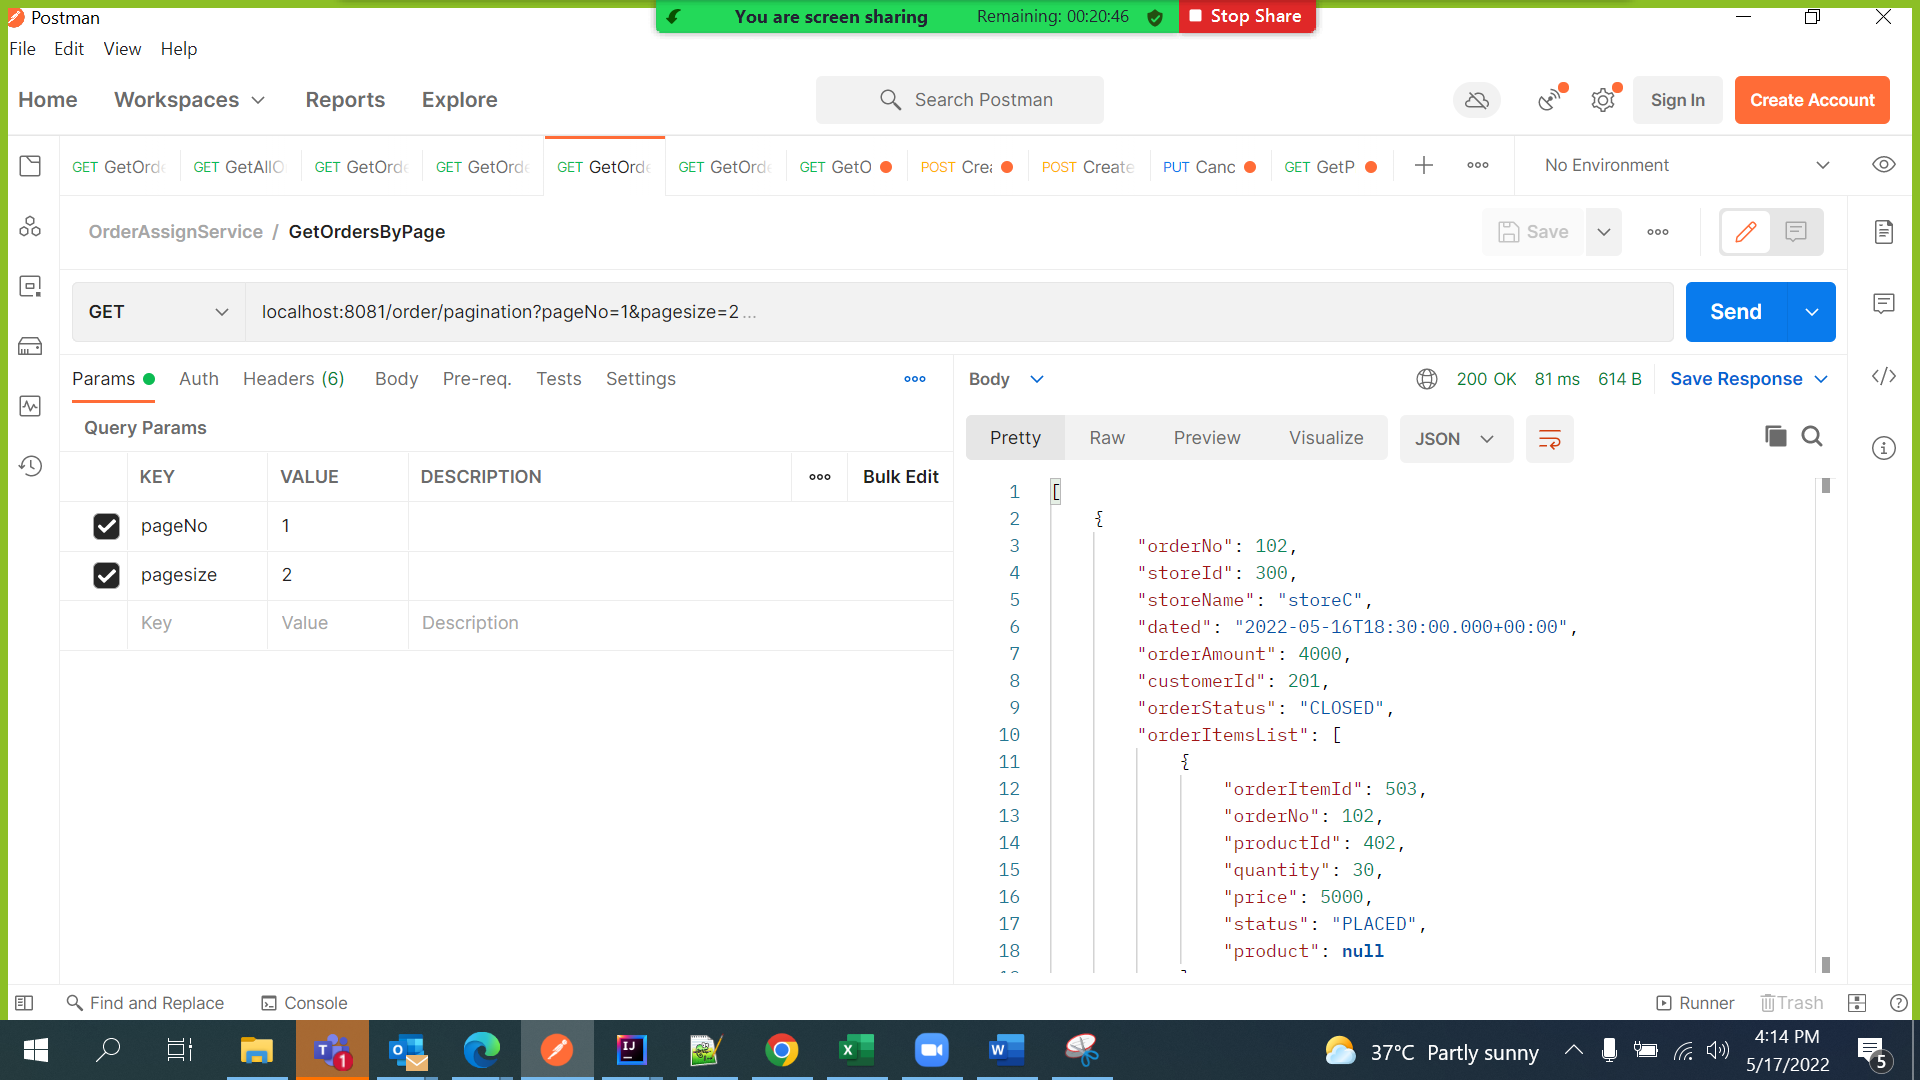 Postman
You are screen sharing
Remaining: 00:20:46
Stop Share
File Edit View Help
Home Workspaces Reports Explore
Search Postman
Sign In
Create Account
GET GetOrde
GET GetAllO
GET GetOrde
GET GetOrde
GET GetOrde
GET GetOrde
GET GetO
POST Crea
POST Create
PUT Canc
GET GetP
No Environment
OrderAssignService / GetOrdersByPage
Save
GET
localhost:8081/order/pagination?pageNo=1&pagesize=2 ...
Send
Params Auth Headers (6) Body Pre-req. Tests Settings
Query Params
KEY VALUE DESCRIPTION Bulk Edit
pageNo 1
pagesize 2
Key Value Description
Body
200 OK 81 ms 614 B Save Response
Pretty Raw Preview Visualize JSON
1 [
2 {
3 "orderNo": 102,
4 "storeId": 300,
5 "storeName": "storeC",
6 "dated": "2022-05-16T18:30:00.000+00:00",
7 "orderAmount": 4000,
8 "customerId": 201,
9 "orderStatus": "CLOSED",
10 "orderItemsList": [
11 {
12 "orderItemId": 503,
13 "orderNo": 102,
14 "productId": 402,
15 "quantity": 30,
16 "price": 5000,
17 "status": "PLACED",
18 "product": null
Find and Replace Console
Runner Trash
1
37°C Partly sunny
4:14 PM
5/17/2022
5